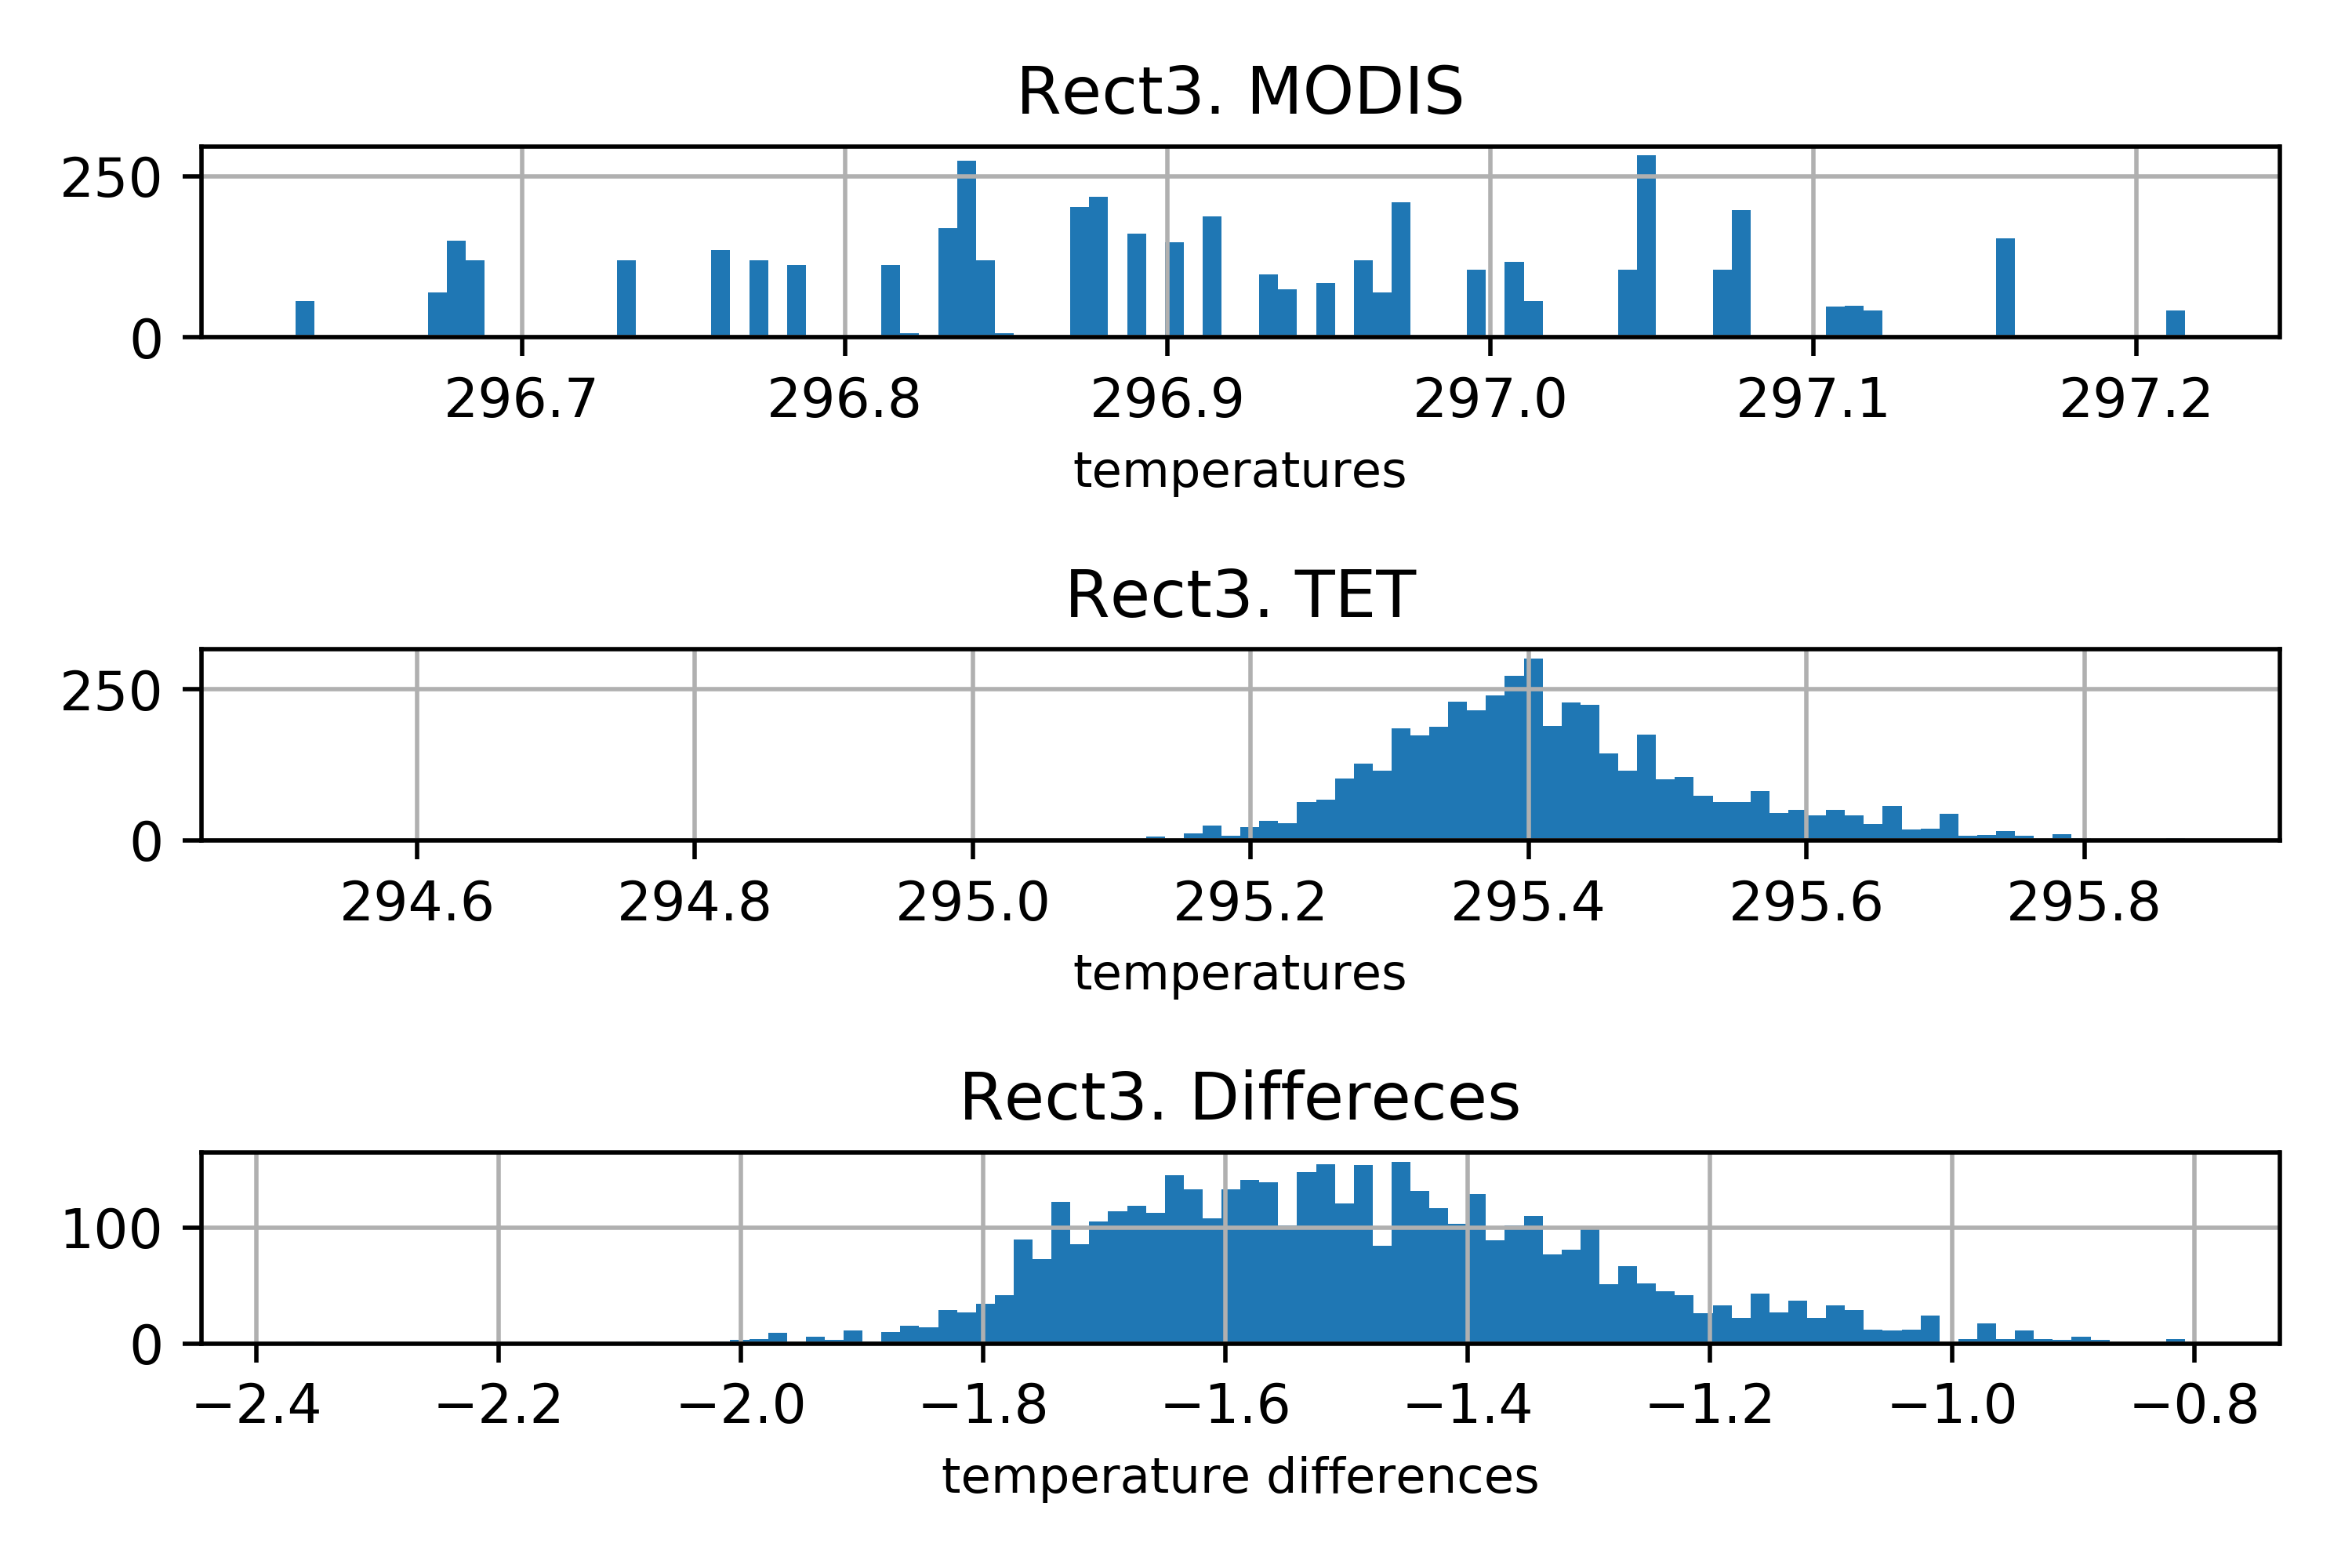 Rect3. MODIS
250
0
296.7 296.8 296.9 297.0 297.1 297.2
temperatures
Rect3. TET
250
0
294.6 294.8 295.0 295.2 295.4 295.6 295.8
temperatures
Rect3. Differeces
100
0
−2.4 −2.2 −2.0 −1.8 −1.6 −1.4 −1.2 −1.0 −0.8
temperature differences